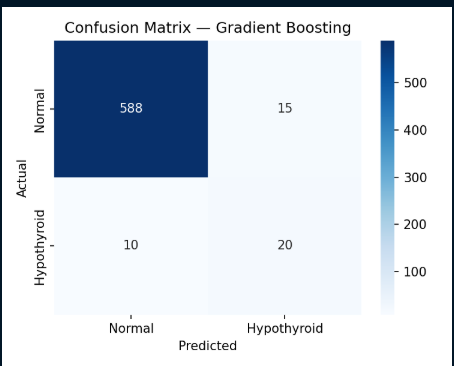 Confusion Matrix — Gradient Boosting
Normal
588
15
Actual
Hypothyroid
10
20
Normal
Hypothyroid
Predicted
500
400
300
200
100